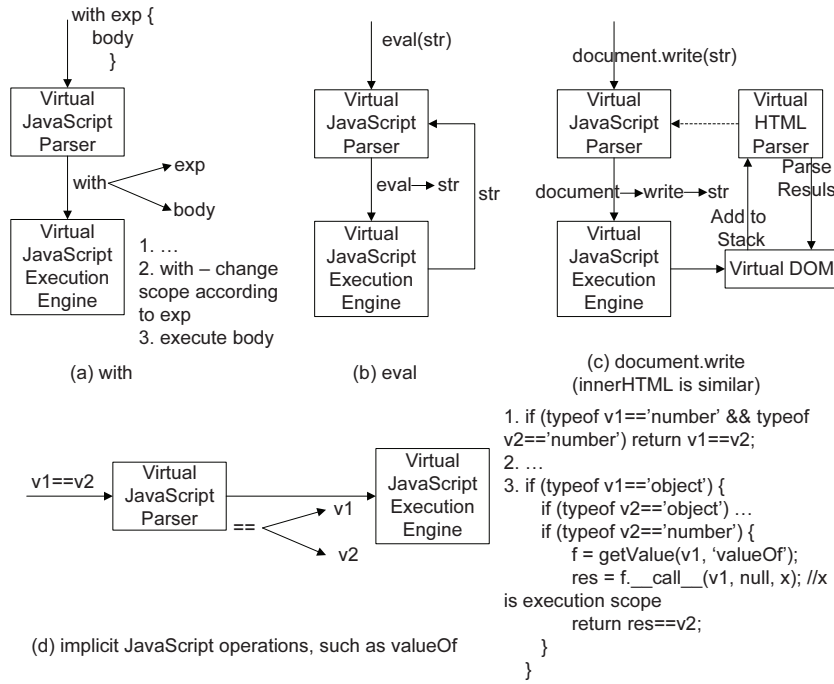 with exp {
body
}
Virtual
JavaScript
Parser
with
exp
body
Virtual
JavaScript
Execution
Engine
1. …
2. with – change
scope according
to exp
3. execute body
(a) with
eval(str)
Virtual
JavaScript
Parser
eval
str
str
Virtual
JavaScript
Execution
Engine
(b) eval
document.write(str)
Virtual
JavaScript
Parser
Virtual
HTML
Parser
document
write
str
Parse
Resuls
Add to
Stack
Virtual
JavaScript
Execution
Engine
Virtual DOM
(c) document.write
(innerHTML is similar)
v1==v2
Virtual
JavaScript
Parser
==
v1
v2
Virtual
JavaScript
Execution
Engine
1. if (typeof v1==’number’ && typeof
v2==’number’) return v1==v2;
2. …
3. if (typeof v1==’object’) {
if (typeof v2==’object’) …
if (typeof v2==’number’) {
f = getValue(v1, ‘valueOf’);
res = f.__call__(v1, null, x); //x
is execution scope
return res==v2;
}
}
(d) implicit JavaScript operations, such as valueOf